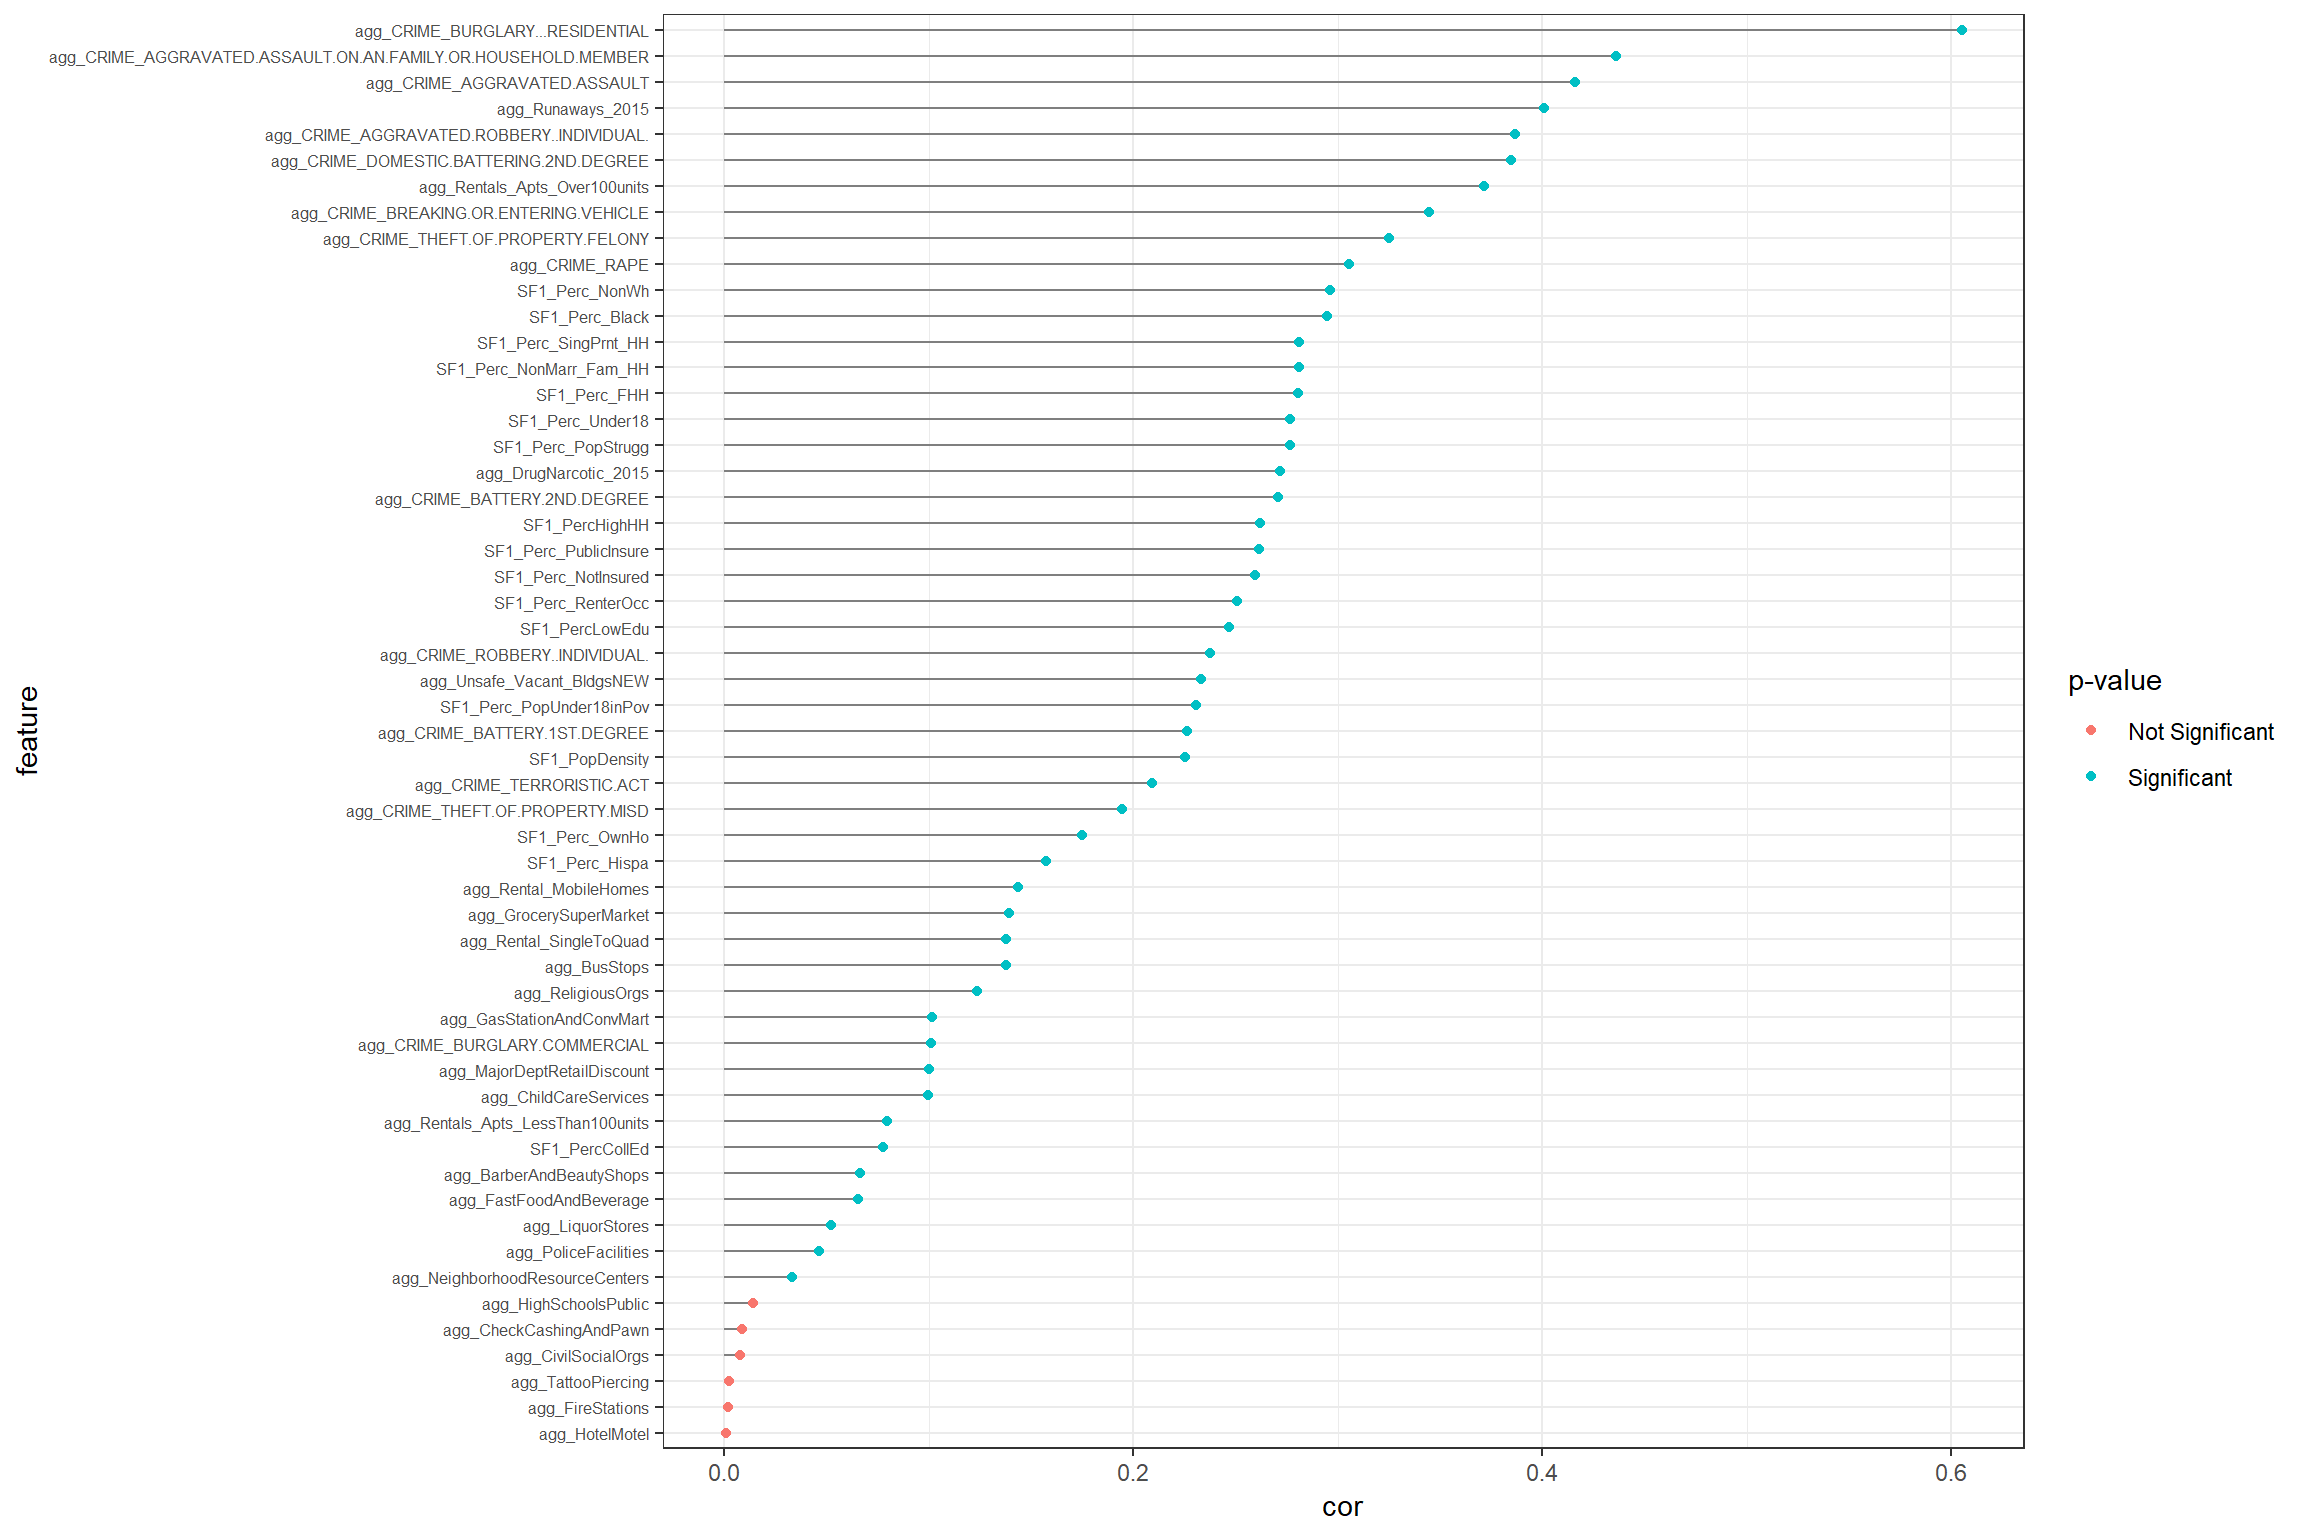 agg_CRIME_BURGLARY...RESIDENTIAL
agg_CRIME_AGGRAVATED.ASSAULT.ON.AN.FAMILY.OR.HOUSEHOLD.MEMBER
agg_CRIME_AGGRAVATED.ASSAULT
agg_Runaways_2015
agg_CRIME_AGGRAVATED.ROBBERY..INDIVIDUAL.
agg_CRIME_DOMESTIC.BATTERING.2ND.DEGREE
agg_Rentals_Apts_Over100units
agg_CRIME_BREAKING.OR.ENTERING.VEHICLE
agg_CRIME_THEFT.OF.PROPERTY.FELONY
agg_CRIME_RAPE
SF1_Perc_NonWh
SF1_Perc_Black
SF1_Perc_SingPrnt_HH
SF1_Perc_NonMarr_Fam_HH
SF1_Perc_FHH
SF1_Perc_Under18
SF1_Perc_PopStrugg
agg_DrugNarcotic_2015
agg_CRIME_BATTERY.2ND.DEGREE
SF1_PercHighHH
SF1_Perc_PublicInsure
SF1_Perc_NotInsured
SF1_Perc_RenterOcc
SF1_PercLowEdu
agg_CRIME_ROBBERY..INDIVIDUAL.
agg_Unsafe_Vacant_BldgsNEW
SF1_Perc_PopUnder18inPov
agg_CRIME_BATTERY.1ST.DEGREE
SF1_PopDensity
agg_CRIME_TERRORISTIC.ACT
agg_CRIME_THEFT.OF.PROPERTY.MISD
SF1_Perc_OwnHo
SF1_Perc_Hispa
agg_Rental_MobileHomes
agg_GrocerySuperMarket
agg_Rental_SingleToQuad
agg_BusStops
agg_ReligiousOrgs
agg_GasStationAndConvMart
agg_CRIME_BURGLARY.COMMERCIAL
agg_MajorDeptRetailDiscount
agg_ChildCareServices
agg_Rentals_Apts_LessThan100units
SF1_PercCollEd
agg_BarberAndBeautyShops
agg_FastFoodAndBeverage
agg_LiquorStores
agg_PoliceFacilities
agg_NeighborhoodResourceCenters
agg_HighSchoolsPublic
agg_CheckCashingAndPawn
agg_CivilSocialOrgs
agg_TattooPiercing
agg_FireStations
agg_HotelMotel
feature
0.0 0.2 0.4 0.6
cor
p-value
Not Significant
Significant